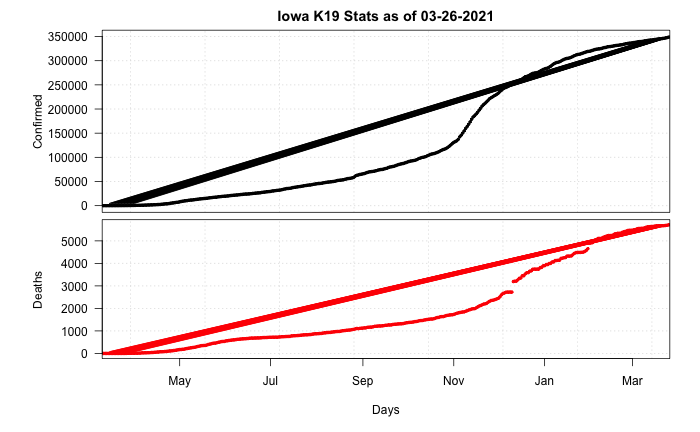 Iowa K19 Stats as of 03-26-2021
Confirmed
350000
300000
250000
200000
150000
100000
50000
0
Deaths
5000
4000
3000
2000
1000
0
May Jul Sep Nov Jan Mar
Days